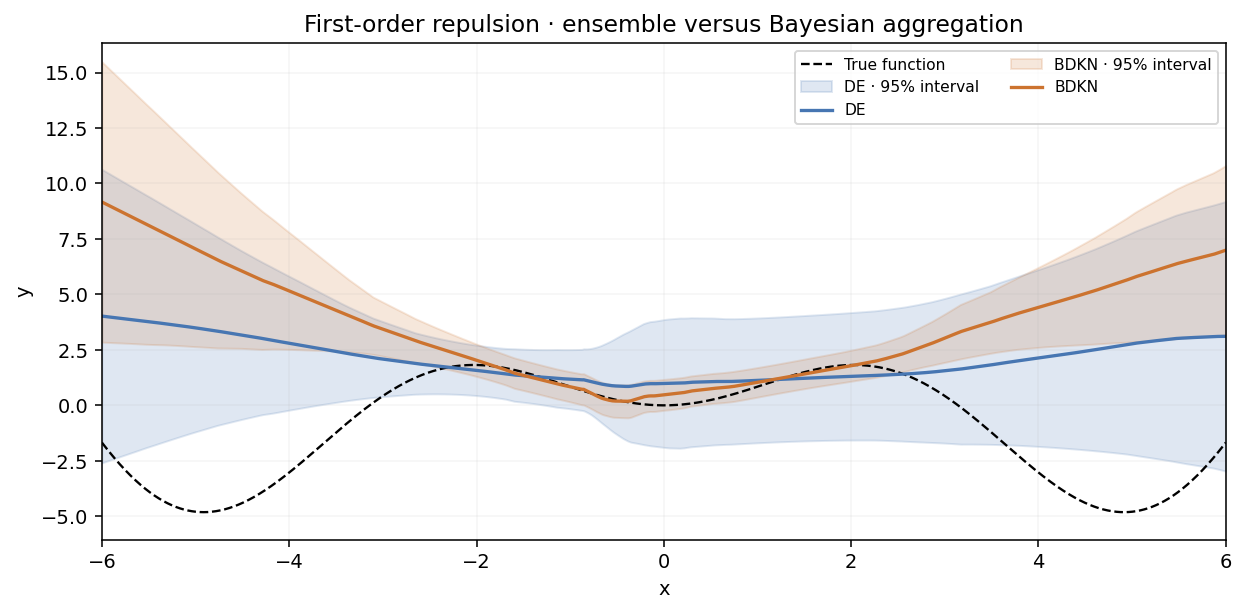 First-order repulsion · ensemble versus Bayesian aggregation
True function
DE · 95% interval
DE
BDKN · 95% interval
BDKN
15.0
12.5
10.0
7.5
5.0
2.5
0.0
−2.5
−5.0
y
−6
−4
−2
0
2
4
6
x